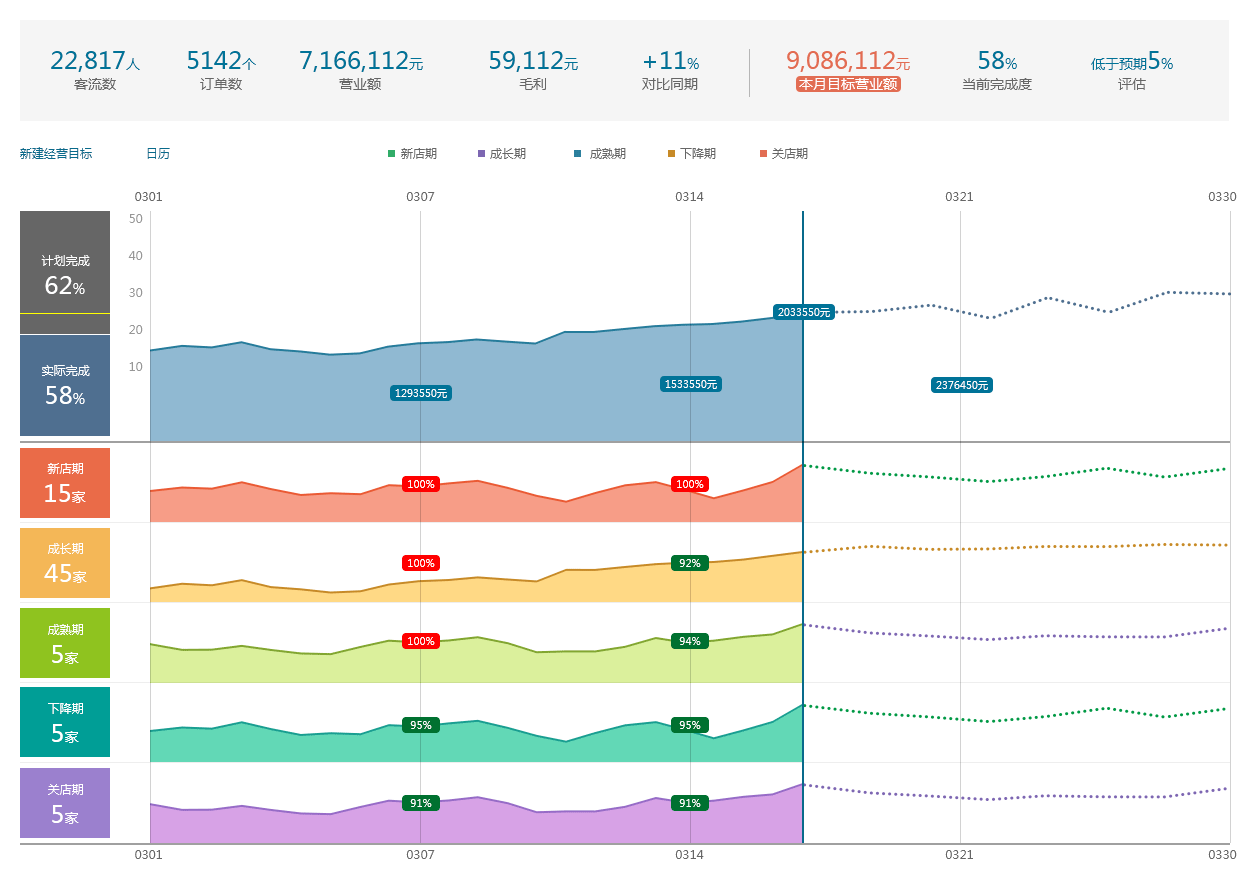 22,817人 5142个 7,166,112元 59,112元 +11% 9,086,112元 58% 低于预期5%
客流数 订单数 营业额 毛利 对比同期 本月目标营业额 当前完成度 评估
新建经营目标 日历 新店期 成长期 成熟期 下降期 关店期
0301 0307 0314 0321 0330
50
40
计划完成
62%
30
20
10
2033550元
实际完成
58%
1293550元 1533550元 2376450元
新店期
15家
100% 100%
成长期
45家
100% 92%
成熟期
5家
100% 94%
下降期
5家
95% 95%
关店期
5家
91% 91%
0301 0307 0314 0321 0330